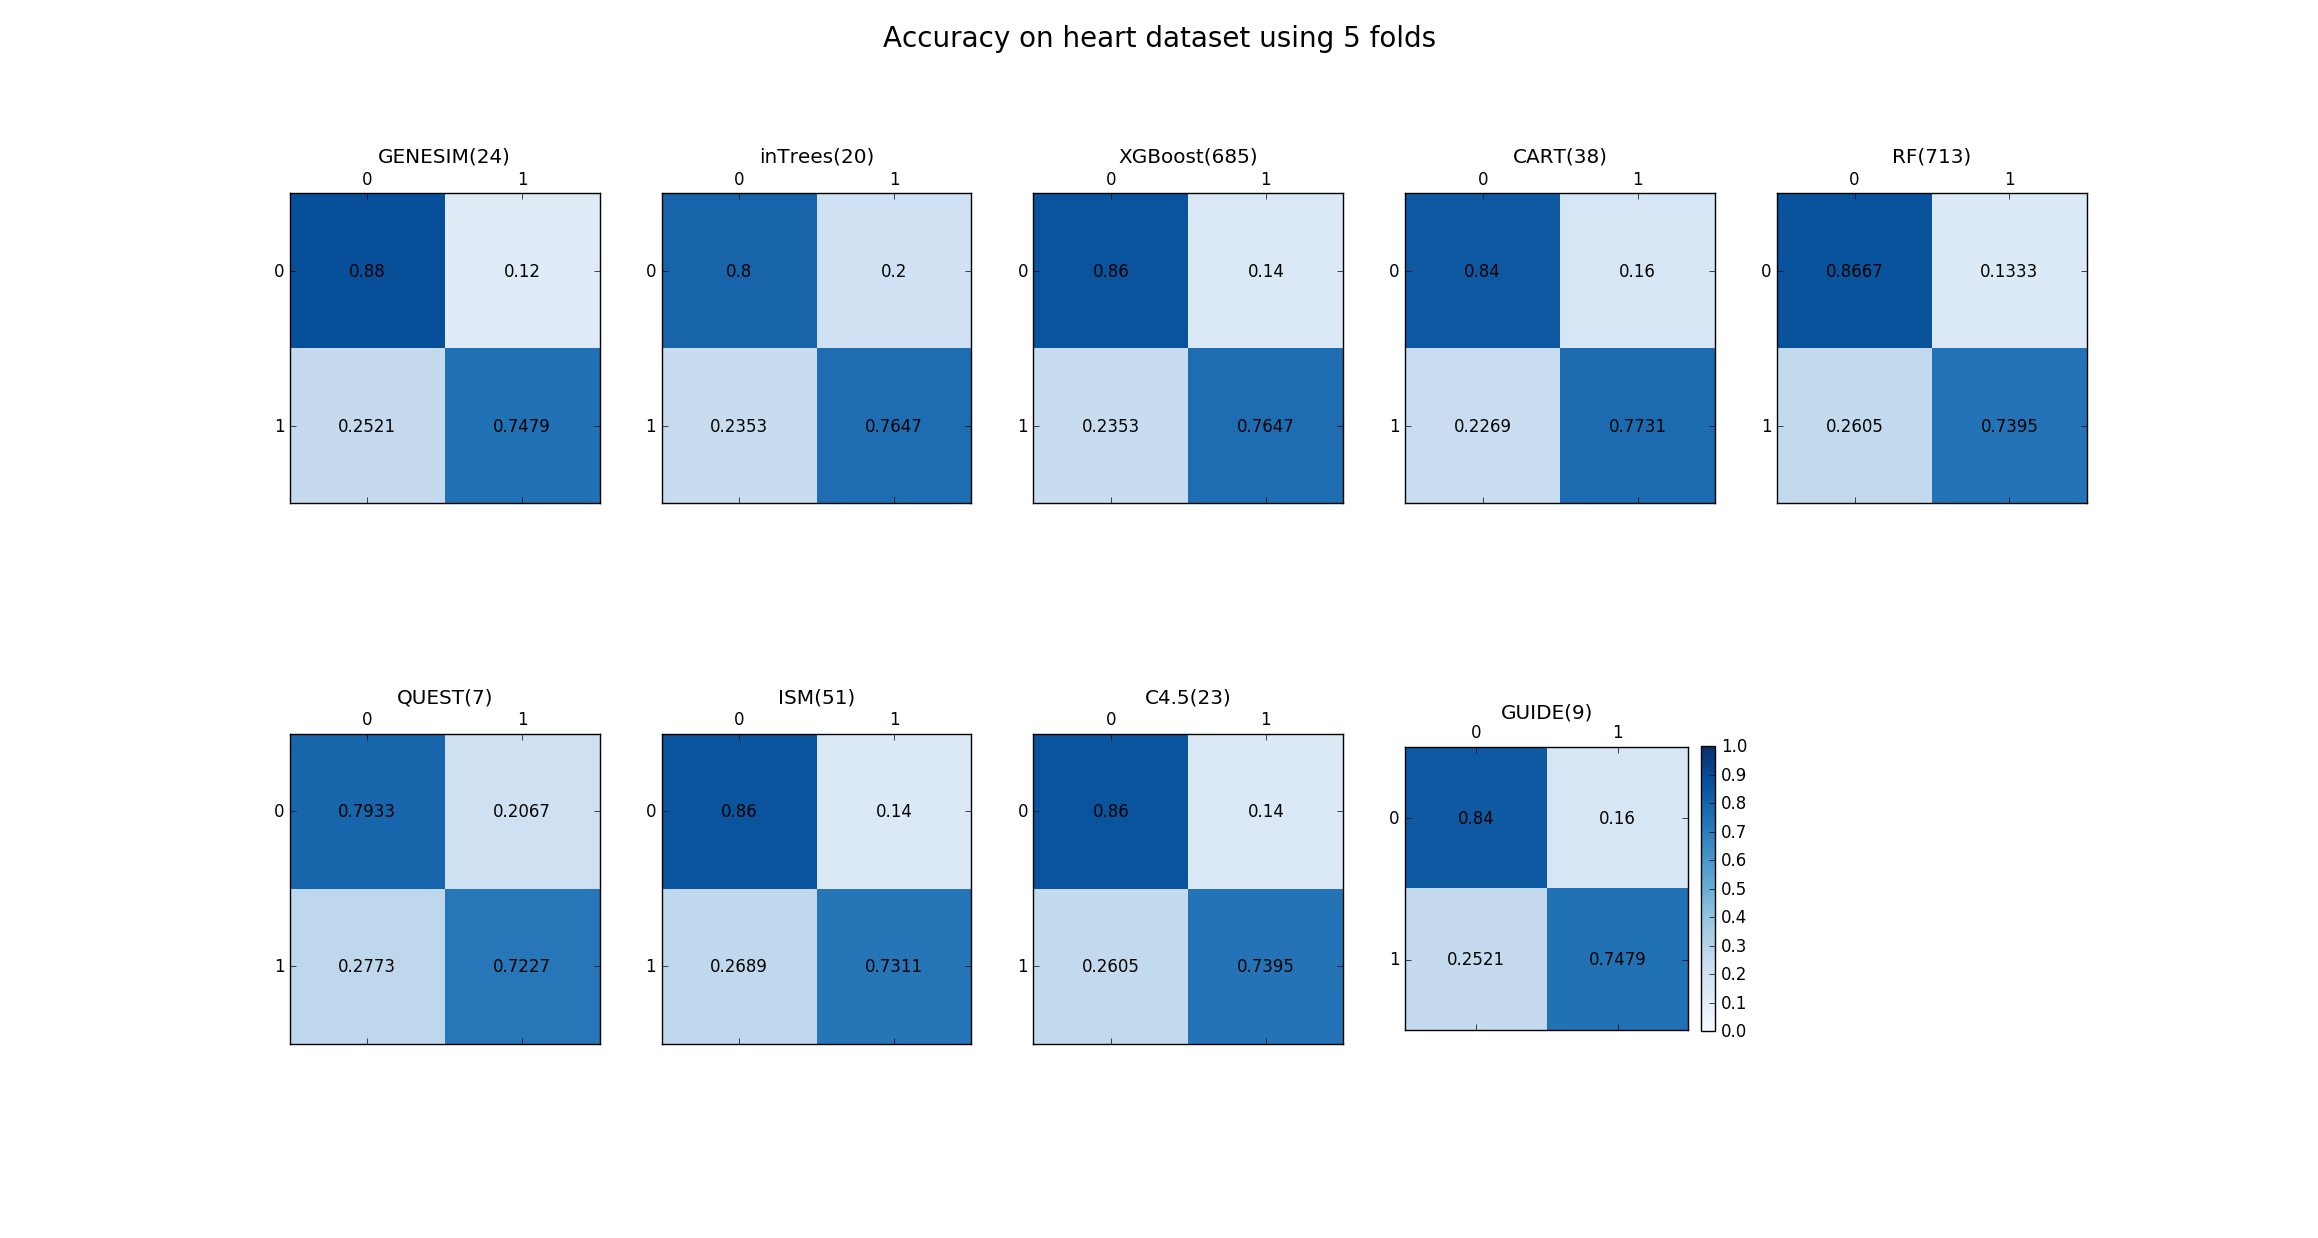 Accuracy on heart dataset using 5 folds
GENESIM(24) inTrees(20) XGBoost(685) CART(38) RF(713)
0 1 0 1 0 1 0 1 0 1
0 0.88 0.12 0 0.8 0.2 0 0.86 0.14 0 0.84 0.16 0 0.8667 0.1333
1 0.2521 0.7479 1 0.2353 0.7647 1 0.2353 0.7647 1 0.2269 0.7731 1 0.2605 0.7395
QUEST(7) ISM(51) C4.5(23) GUIDE(9)
0 1 0 1 0 1 0 1
0 0.7933 0.2067 0 0.86 0.14 0 0.86 0.14 0 0.84 0.16
1 0.2773 0.7227 1 0.2689 0.7311 1 0.2605 0.7395 1 0.2521 0.7479
1.0
0.9
0.8
0.7
0.6
0.5
0.4
0.3
0.2
0.1
0.0